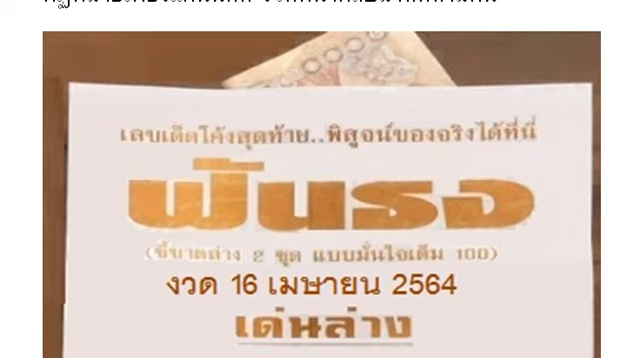 เลขเด็ดโค้งสุดท้าย..พิสูจน์ของจริงได้ที่นี่
ฟันธง
(ชี้ขาดล่าง 2 ชุด แบบมั่นใจเต็ม 100)
งวด 16 เมษายน 2564
เด่นล่าง